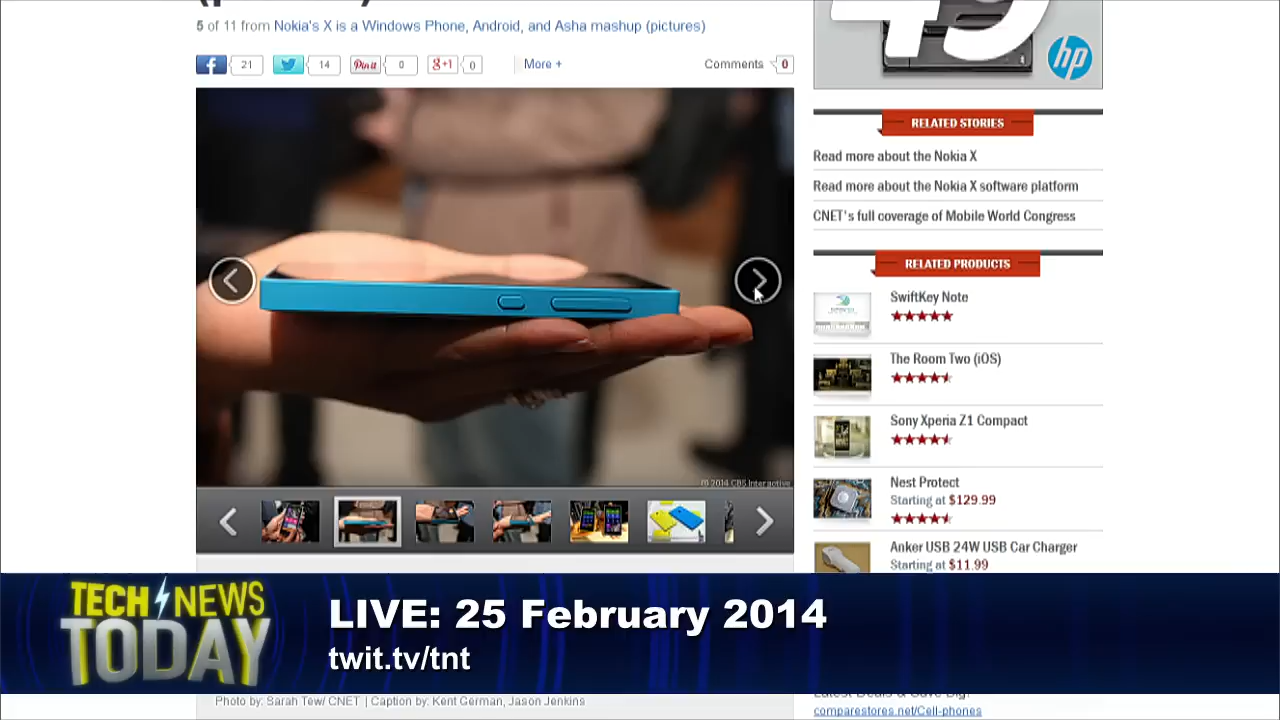 5 of 11 from Nokia's X is a Windows Phone, Android, and Asha mashup (pictures)
21 14 Pin it 0 g+1 0 More + Comments 0
hp
RELATED STORIES
Read more about the Nokia X
Read more about the Nokia X software platform
CNET's full coverage of Mobile World Congress
RELATED PRODUCTS
SwiftKey Note
The Room Two (iOS)
Sony Xperia Z1 Compact
Nest Protect
Starting at $129.99
Anker USB 24W USB Car Charger
Starting at $11.99
© 2014 CBS Interactive
TECH NEWS
TODAY
LIVE: 25 February 2014
twit.tv/tnt
Photo by: Sarah Tew/ CNET | Caption by: Kent German, Jason Jenkins
comparestores.net/Cell-phones